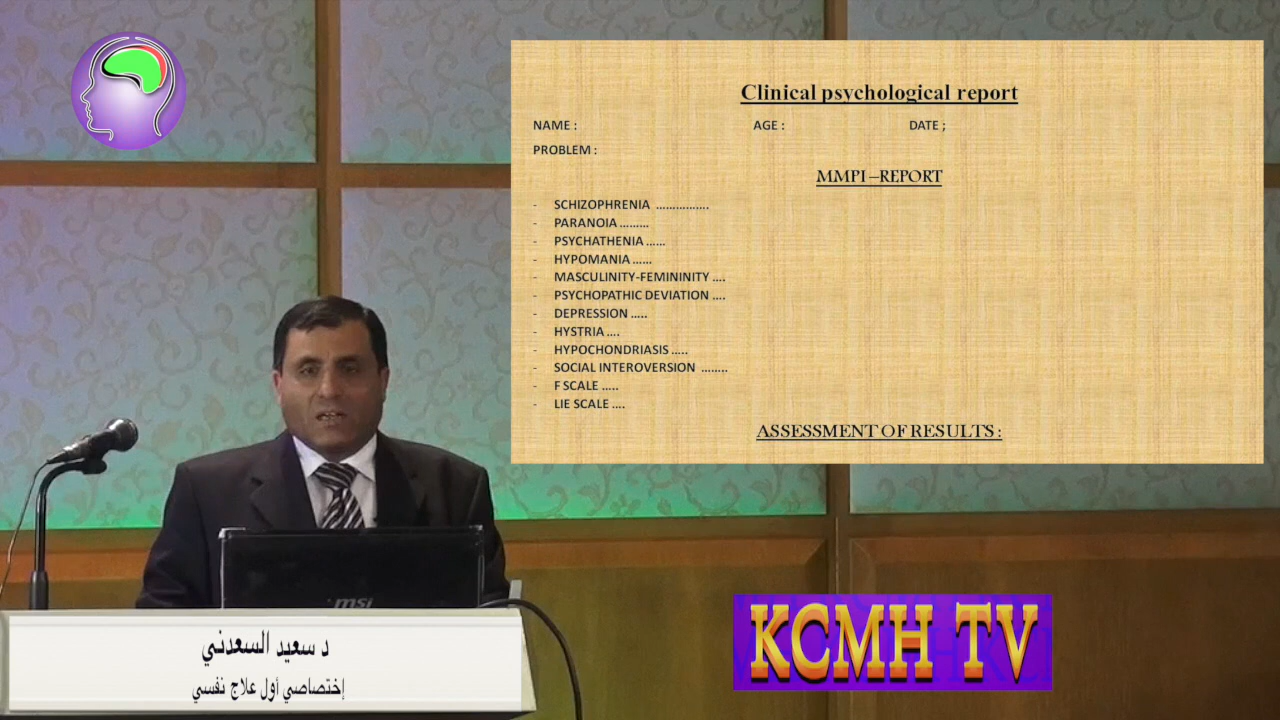 Clinical psychological report
NAME : AGE : DATE ;
PROBLEM :
MMPI –REPORT
- SCHIZOPHRENIA ................
- PARANOIA .........
- PSYCHATHENIA ......
- HYPOMANIA ......
- MASCULINITY-FEMININITY ....
- PSYCHOPATHIC DEVIATION ....
- DEPRESSION .....
- HYSTRIA ....
- HYPOCHONDRIASIS .....
- SOCIAL INTEROVERSION ........
- F SCALE .....
- LIE SCALE ....
ASSESSMENT OF RESULTS :
msi
د سعيد السعدني
إختصاصي أول علاج نفسي
KCMH TV